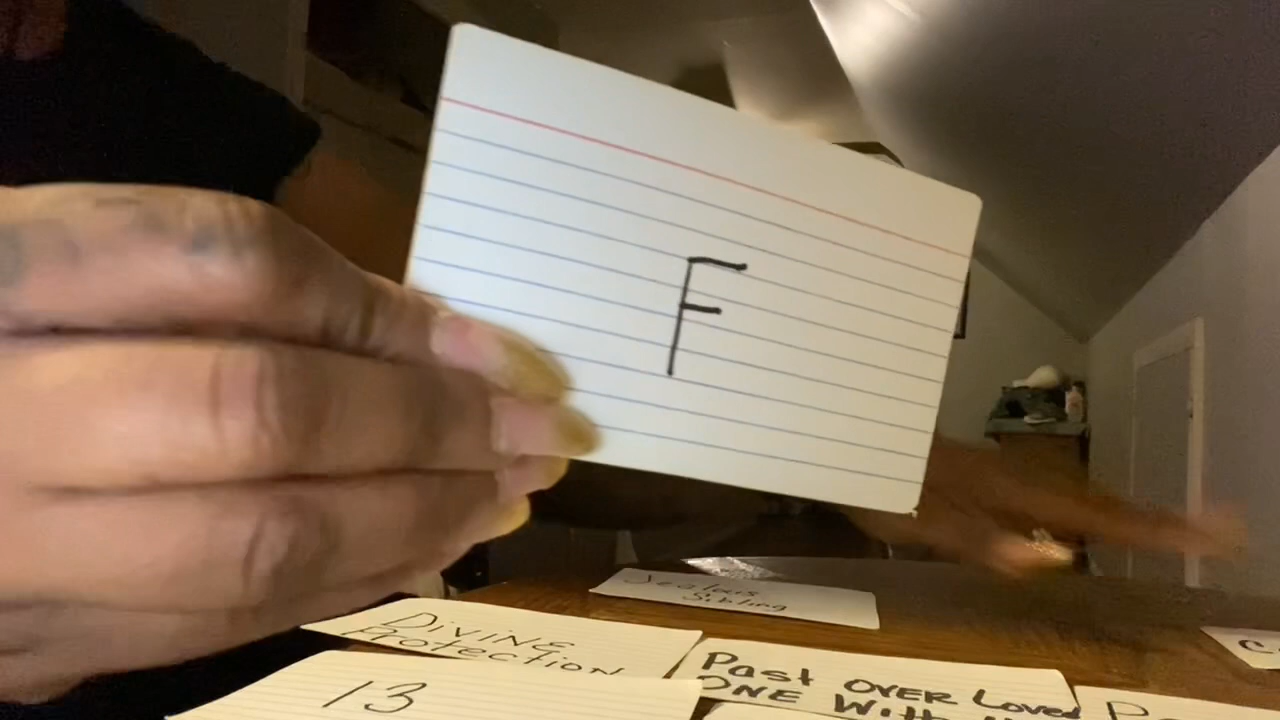 F
Jealous
Sibling
DIVINE
Protection
Past OVER Loved
ONE With
13